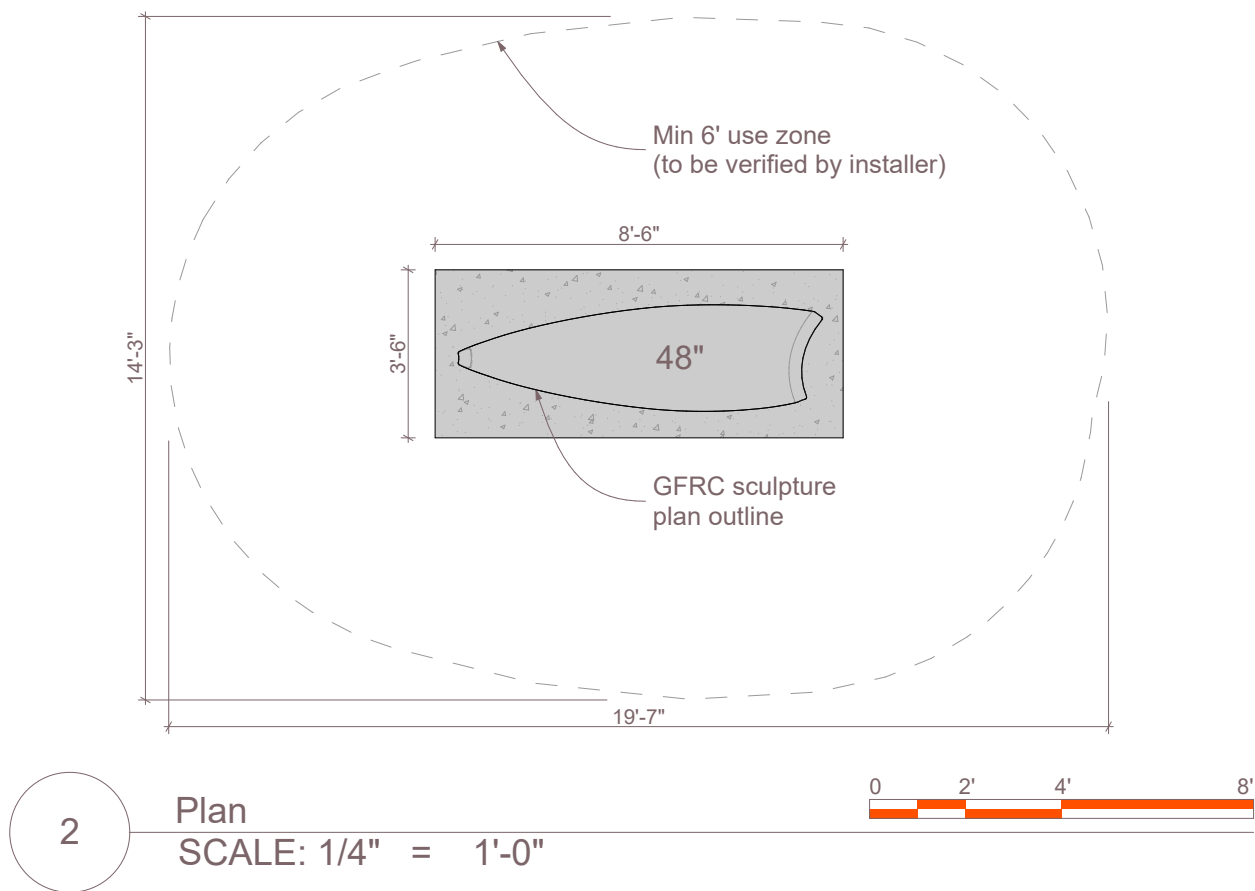 Min 6' use zone
(to be verified by installer)
8'-6"
14'-3"
3'-6"
48"
GFRC sculpture
plan outline
19'-7"
2
Plan
SCALE: 1/4" = 1'-0"
0 2' 4' 8'